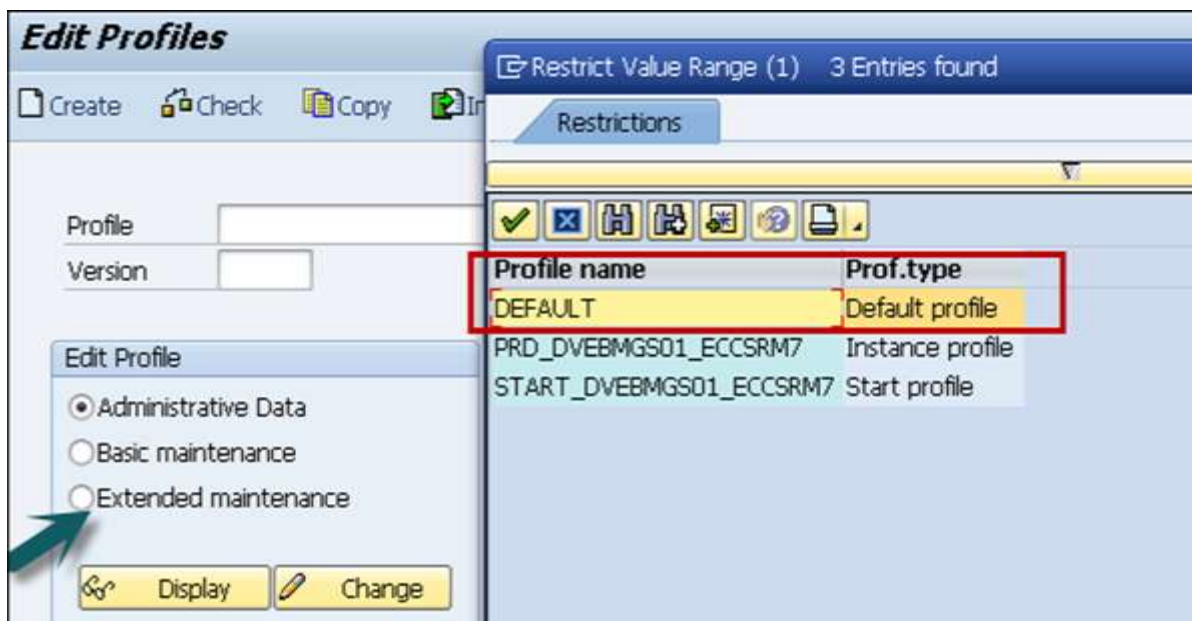 Edit Profiles
Create Check Copy
Profile
Version
Edit Profile
Administrative Data
Basic maintenance
Extended maintenance
Display Change
Restrict Value Range (1) 3 Entries found
Restrictions
Profile name Prof.type
DEFAULT Default profile
PRD_DVEBMGS01_ECCSRM7 Instance profile
START_DVEBMGS01_ECCSRM7 Start profile